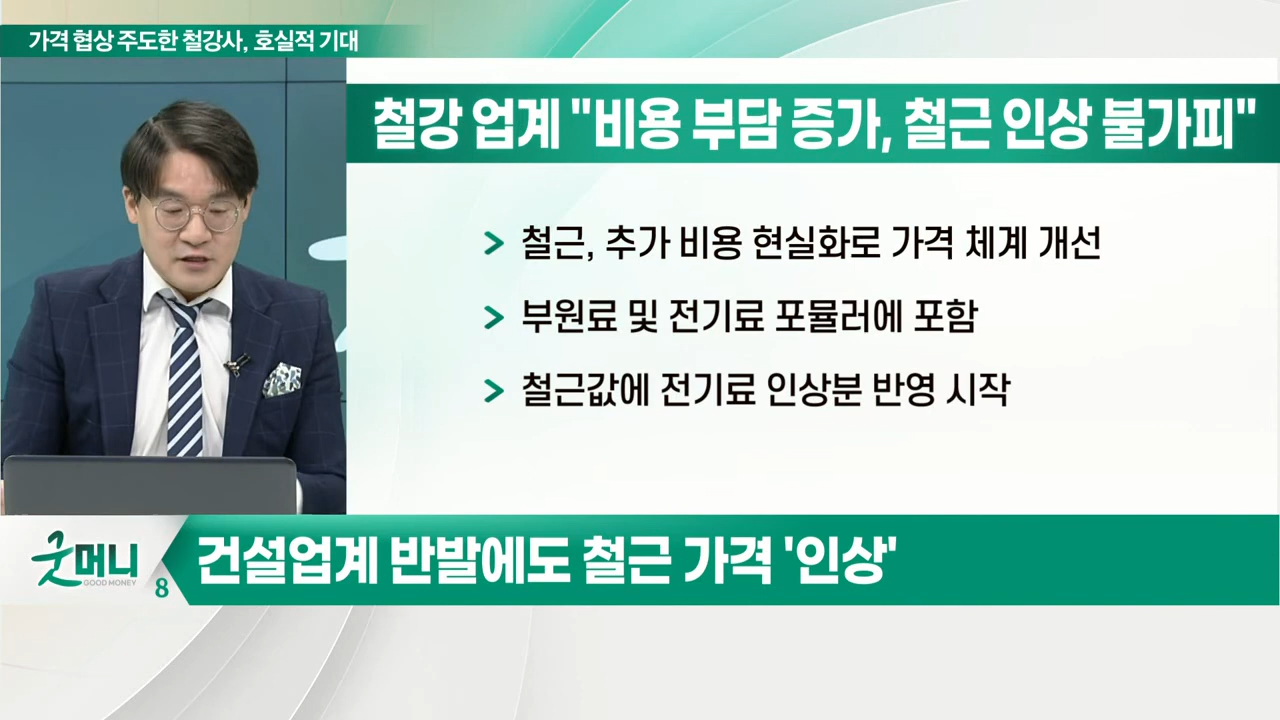 가격 협상 주도한 철강사, 호실적 기대
철강 업계 "비용 부담 증가, 철근 인상 불가피"
> 철근, 추가 비용 현실화로 가격 체계 개선
> 부원료 및 전기료 포뮬러에 포함
> 철근값에 전기료 인상분 반영 시작
굿머니
GOOD MONEY
8
건설업계 반발에도 철근 가격 '인상'